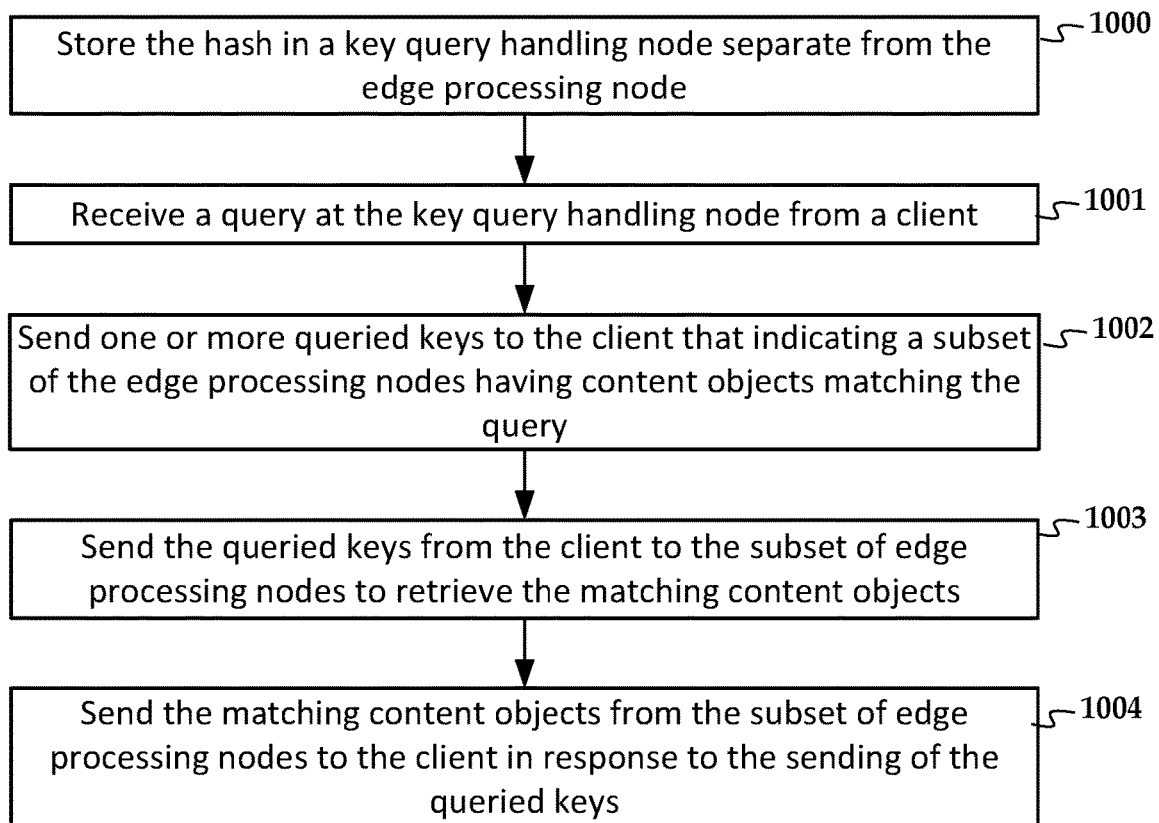 Store the hash in a key query handling node separate from the
edge processing node
1000
Receive a query at the key query handling node from a client
1001
Send one or more queried keys to the client that indicating a subset
of the edge processing nodes having content objects matching the
query
1002
Send the queried keys from the client to the subset of edge
processing nodes to retrieve the matching content objects
1003
Send the matching content objects from the subset of edge
processing nodes to the client in response to the sending of the
queried keys
1004